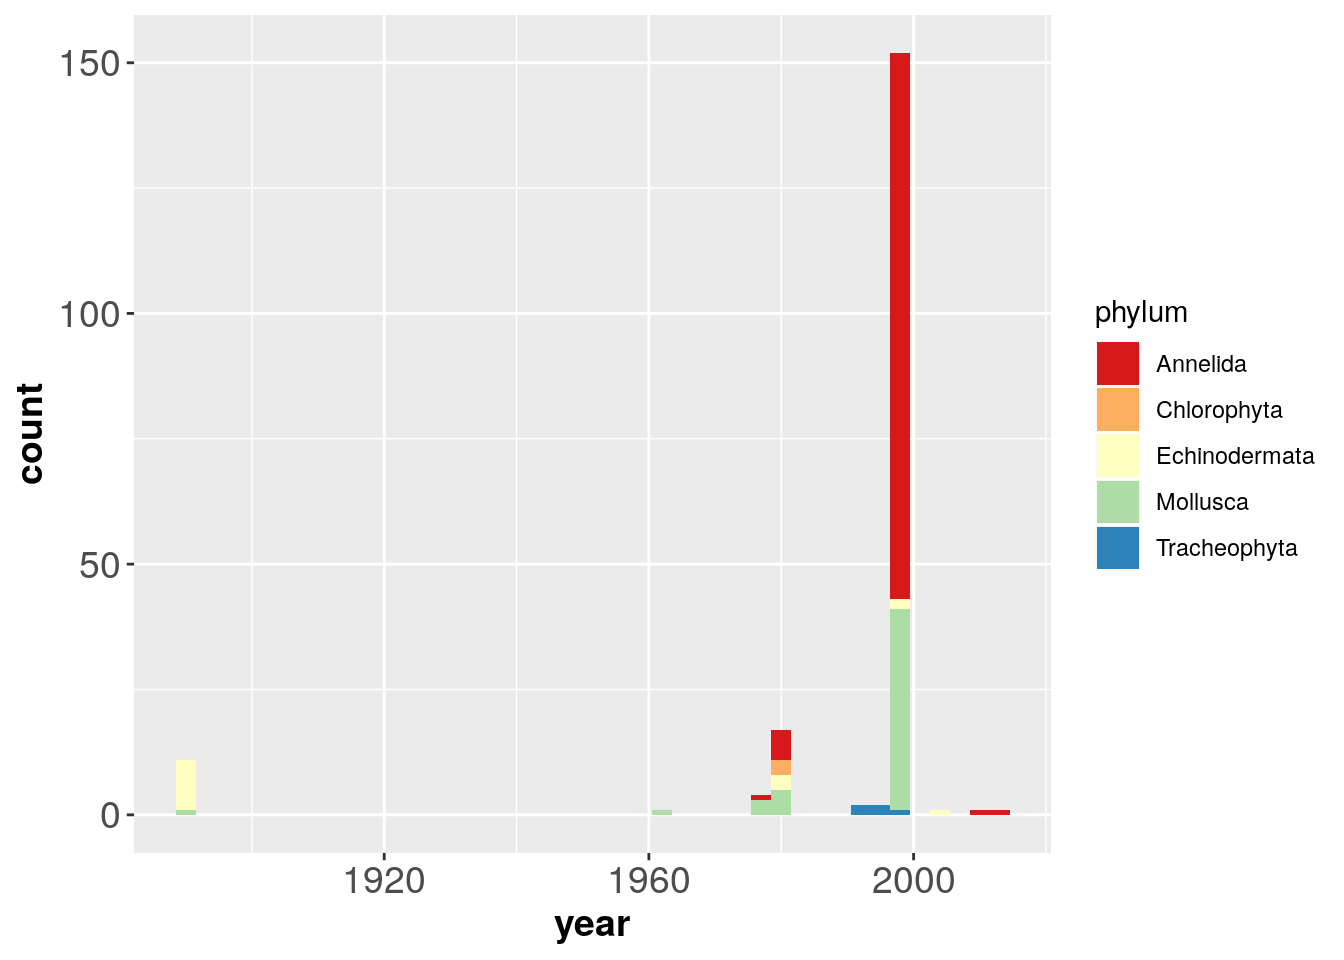 150
100
50
0
count
1920
1960
2000
year
phylum
Annelida
Chlorophyta
Echinodermata
Mollusca
Tracheophyta